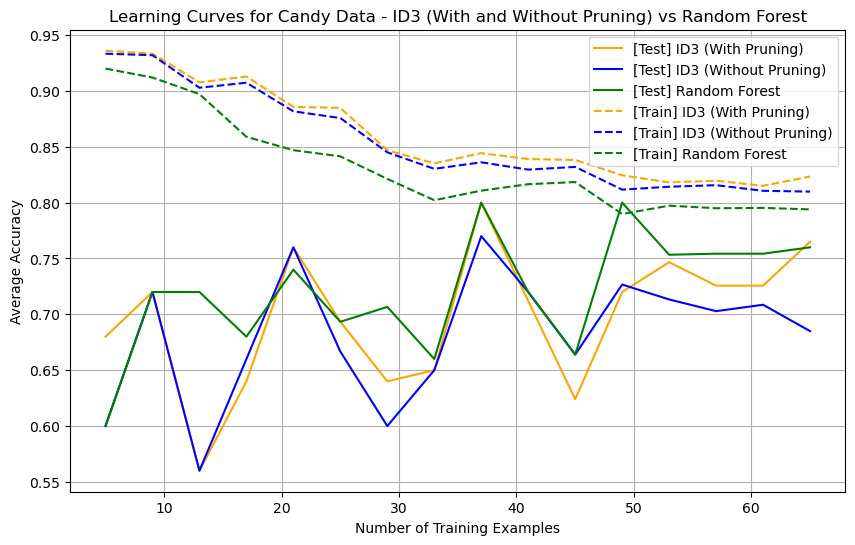 Learning Curves for Candy Data - ID3 (With and Without Pruning) vs Random Forest
0.95
0.90
0.85
0.80
0.75
0.70
0.65
0.60
0.55
Average Accuracy
[Test] ID3 (With Pruning)
[Test] ID3 (Without Pruning)
[Test] Random Forest
[Train] ID3 (With Pruning)
[Train] ID3 (Without Pruning)
[Train] Random Forest
10 20 30 40 50 60
Number of Training Examples